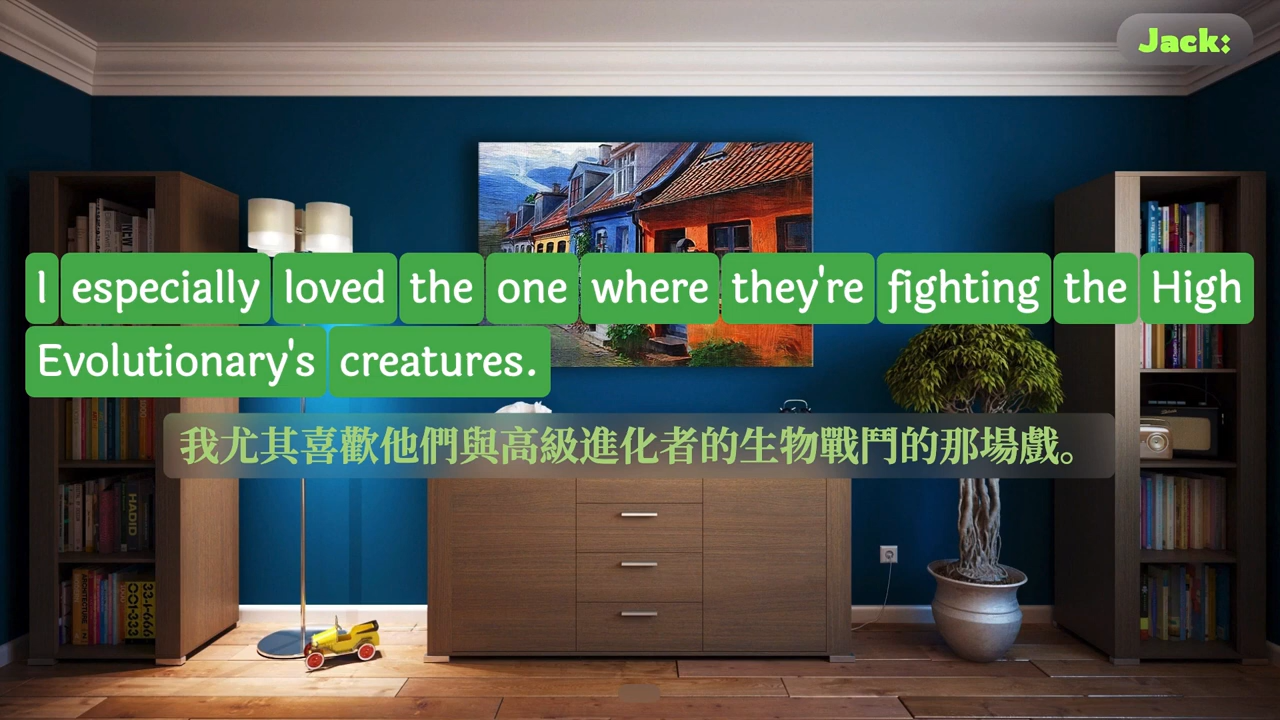 Jack:
I especially loved the one where they're fighting the High
Evolutionary's creatures.
我尤其喜歡他們與高級進化者的生物戰鬥的那場戲。
HADID